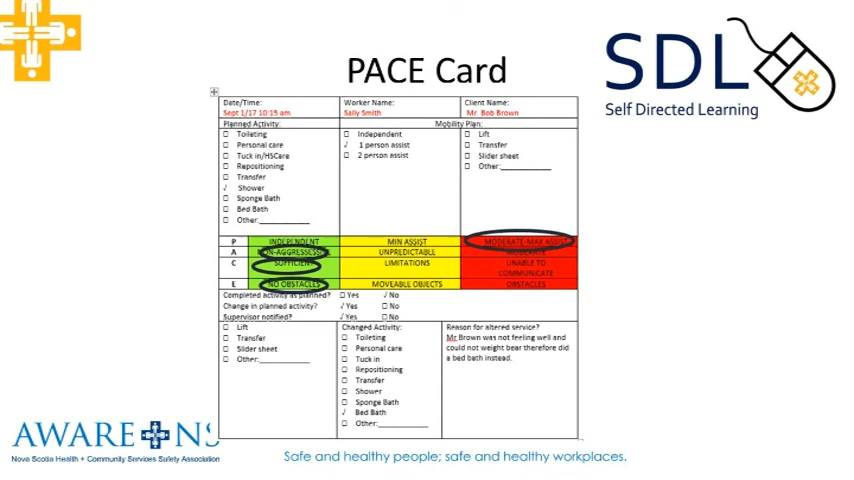 PACE Card
SDL
Self Directed Learning
Date/Time:
Sept 1/17 10:15 am
Worker Name:
Sally Smith
Client Name:
Mr. Bob Brown
Planned Activity:
Mobility Plan:
☐ Toileting
☐ Personal care
☐ Tuck in/HSCare
☐ Repositioning
☐ Transfer
√ Shower
☐ Sponge Bath
☐ Bed Bath
☐ Other:____________
☐ Independent
√ 1 person assist
☐ 2 person assist
☐ Lift
☐ Transfer
☐ Slider sheet
☐ Other:____________
P INDEPENDENT MIN ASSIST MODERATE-MAX ASSIST
A NON-AGGRESSESSIVE UNPREDICTABLE MODERATE
C SUFFICIENT LIMITATIONS UNABLE TO
COMMUNICATE
E NO OBSTACLES MOVEABLE OBJECTS OBSTACLES
Completed activity as planned? ☐ Yes √ No
Change in planned activity? √ Yes ☐ No
Supervisor notified? √ Yes ☐ No
☐ Lift
☐ Transfer
☐ Slider sheet
☐ Other:____________
Changed Activity:
☐ Toileting
☐ Personal care
☐ Tuck in
☐ Repositioning
☐ Transfer
☐ Shower
☐ Sponge Bath
√ Bed Bath
☐ Other:____________
Reason for altered service?
Mr Brown was not feeling well and
could not weight bear therefore did
a bed bath instead.
AWARE NS
Nova Scotia Health + Community Services Safety Association
Safe and healthy people; safe and healthy workplaces.